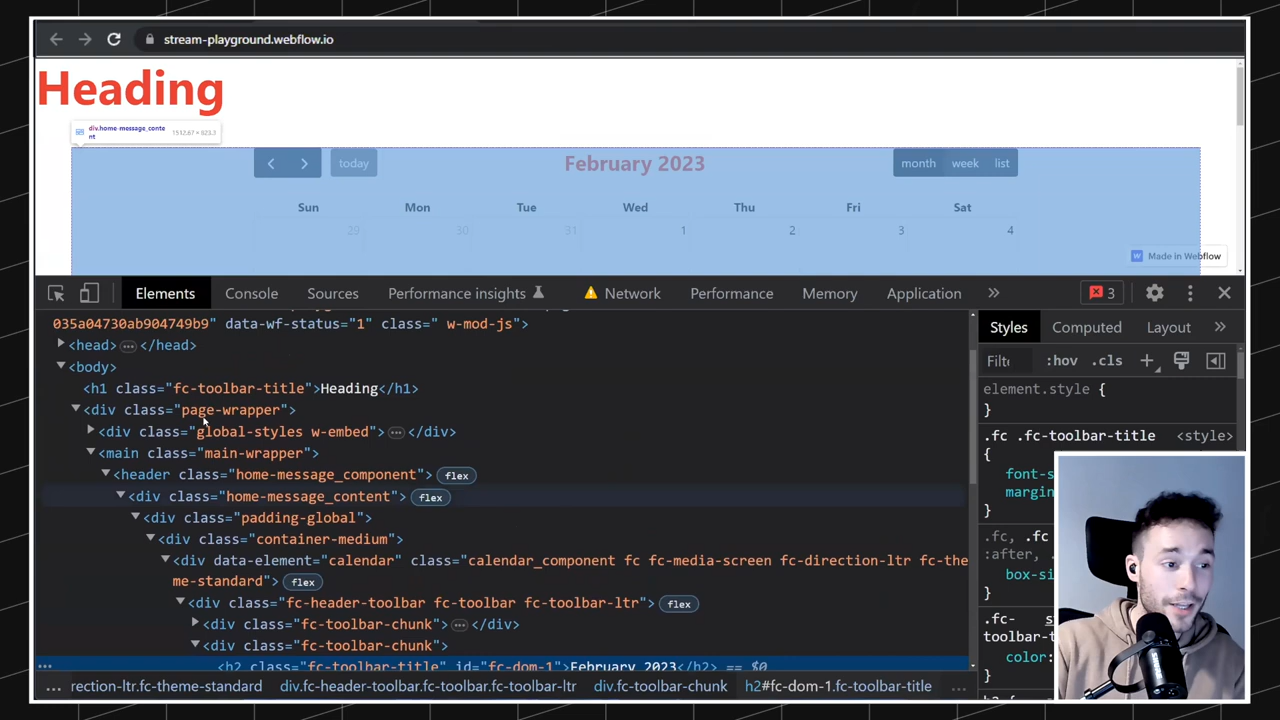 stream-playground.webflow.io
Heading
div.home-message_conte
nt
today
February 2023
month week list
Sun Mon Tue Wed Thu Fri Sat
29 30 31 1 2 3 4
Made in Webflow
Elements Console Sources Performance insights Network Performance Memory Application 3
035a04730ab904749b9" data-wf-status="1" class=" w-mod-js">
<head> </head>
<body>
<h1 class="fc-toolbar-title">Heading</h1>
<div class="page-wrapper">
<div class="global-styles w-embed"> </div>
<main class="main-wrapper">
<header class="home-message_component"> flex
<div class="home-message_content"> flex
<div class="padding-global">
<div class="container-medium">
<div data-element="calendar" class="calendar_component fc fc-media-screen fc-direction-ltr fc-the
me-standard"> flex
<div class="fc-header-toolbar fc-toolbar fc-toolbar-ltr"> flex
<div class="fc-toolbar-chunk"> </div>
<div class="fc-toolbar-chunk">
<h2 class="fc-toolbar-title" id="fc-dom-1">February 2023</h2> == $0
... rection-ltr.fc-theme-standard div.fc-header-toolbar.fc-toolbar.fc-toolbar-ltr div.fc-toolbar-chunk h2#fc-dom-1.fc-toolbar-title ...
Styles Computed Layout
:hov .cls
element.style {
}
.fc .fc-toolbar-title <style>
{
font-s
margin
}
.fc, .fc
:after, .
box-si
}
.fc-
toolbar-t
color:
}